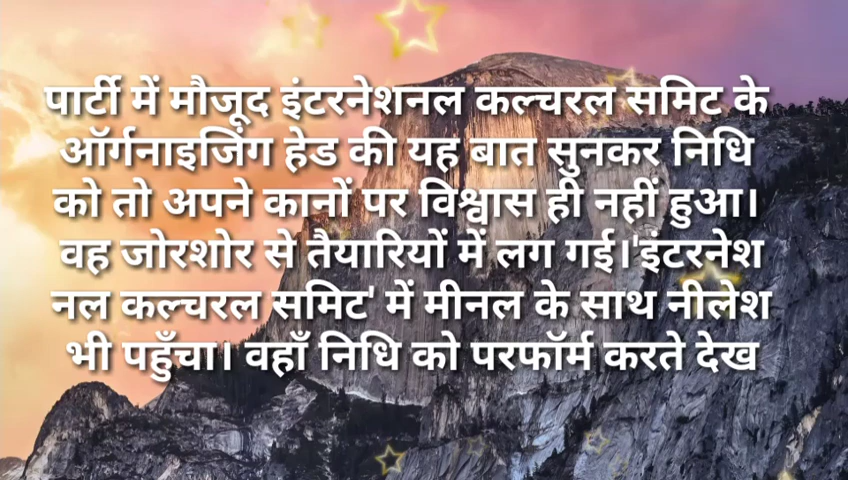 पार्टी में मौजूद इंटरनेशनल कल्चरल समिट के
ऑर्गनाइजिंग हेड की यह बात सुनकर निधि
को तो अपने कानों पर विश्वास ही नहीं हुआ।
वह जोरशोर से तैयारियों में लग गई।'इंटरनेश
नल कल्चरल समिट' में मीनल के साथ नीलेश
भी पहुँचा। वहाँ निधि को परफॉर्म करते देख